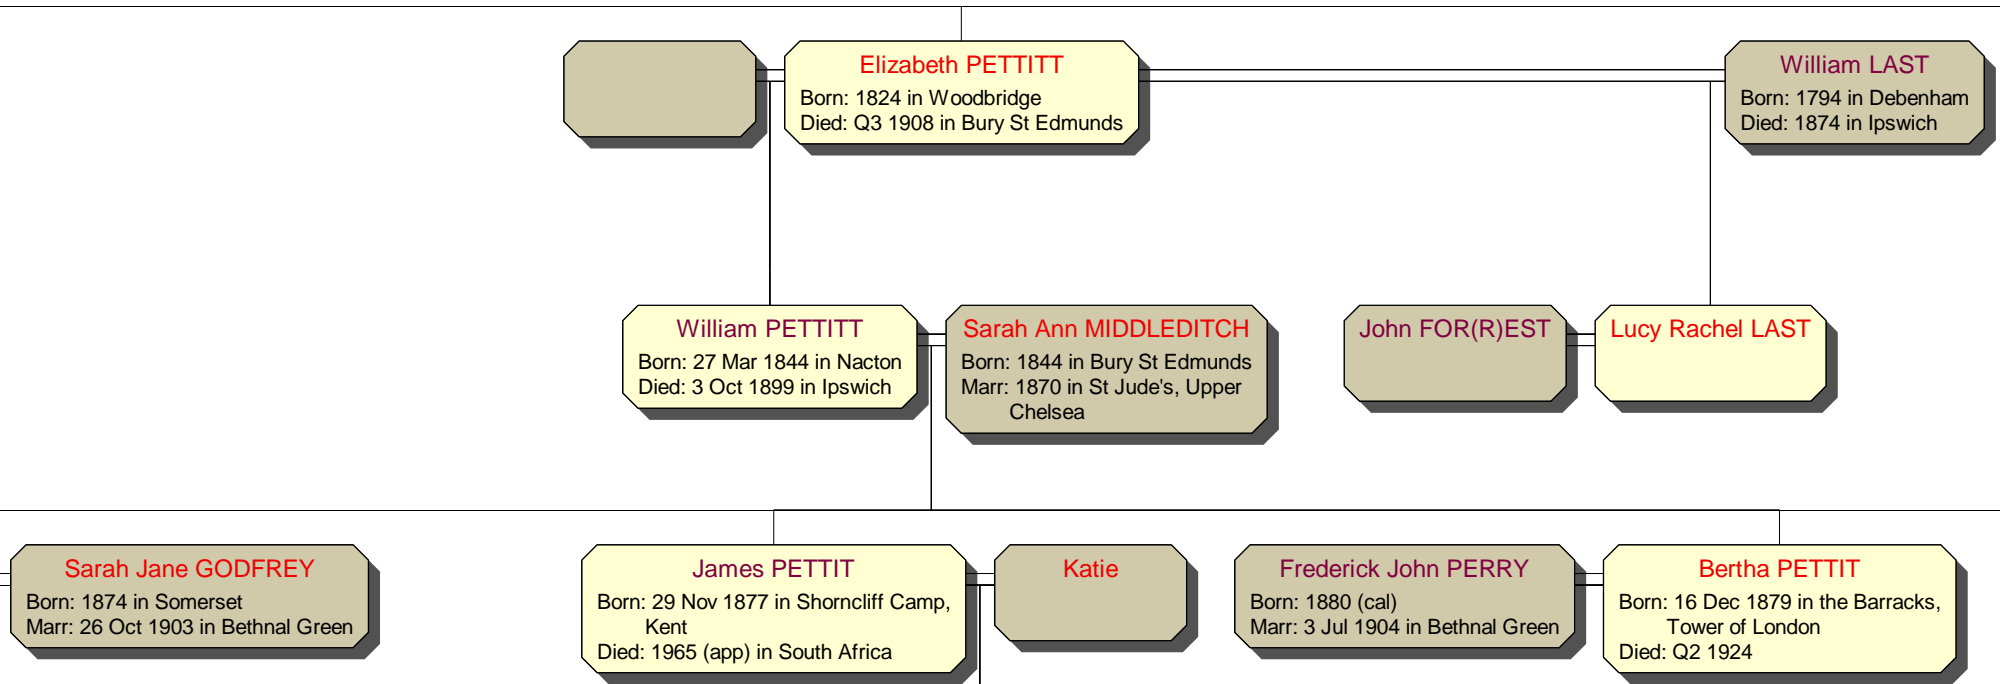 Elizabeth PETTITT
Born: 1824 in Woodbridge
Died: Q3 1908 in Bury St Edmunds
William LAST
Born: 1794 in Debenham
Died: 1874 in Ipswich
William PETTITT
Born: 27 Mar 1844 in Nacton
Died: 3 Oct 1899 in Ipswich
Sarah Ann MIDDLEDITCH
Born: 1844 in Bury St Edmunds
Marr: 1870 in St Jude's, Upper
Chelsea
John FOR(R)EST
Lucy Rachel LAST
Sarah Jane GODFREY
Born: 1874 in Somerset
Marr: 26 Oct 1903 in Bethnal Green
James PETTIT
Born: 29 Nov 1877 in Shorncliff Camp,
Kent
Died: 1965 (app) in South Africa
Katie
Frederick John PERRY
Born: 1880 (cal)
Marr: 3 Jul 1904 in Bethnal Green
Bertha PETTIT
Born: 16 Dec 1879 in the Barracks,
Tower of London
Died: Q2 1924